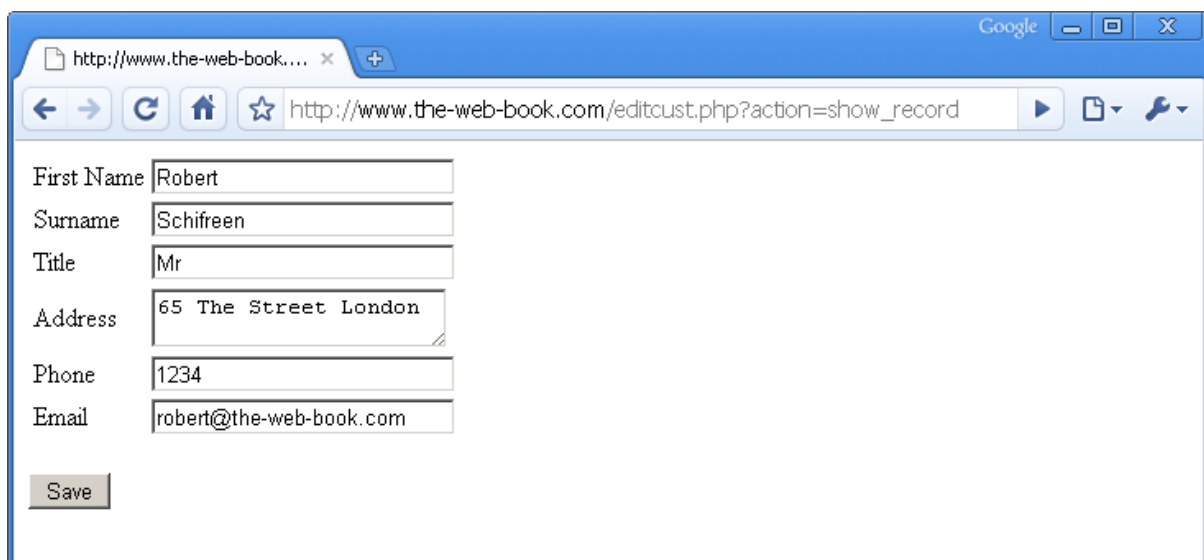 Google
http://www.the-web-book....
http://www.the-web-book.com/editcust.php?action=show_record
First Name Robert
Surname Schifreen
Title Mr
Address 65 The Street London
Phone 1234
Email robert@the-web-book.com
Save